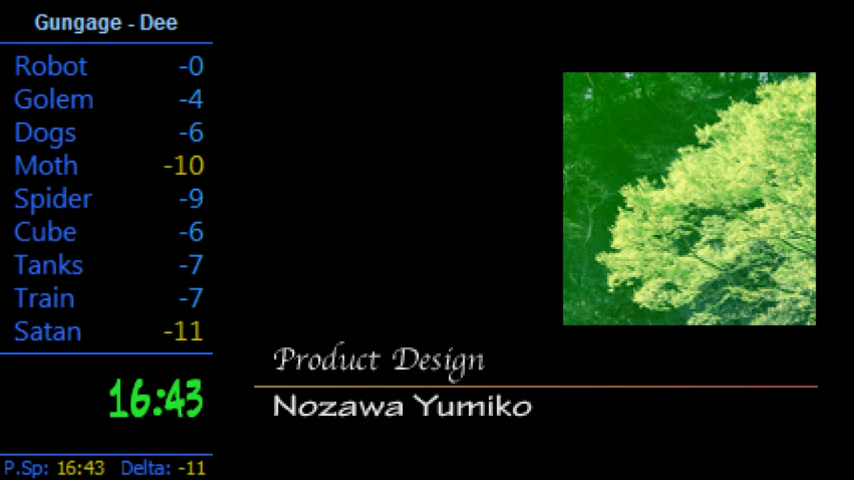 Gungage - Dee
Robot -0
Golem -4
Dogs -6
Moth -10
Spider -9
Cube -6
Tanks -7
Train -7
Satan -11
16:43
P.Sp: 16:43 Delta: -11
Product Design
Nozawa Yumiko